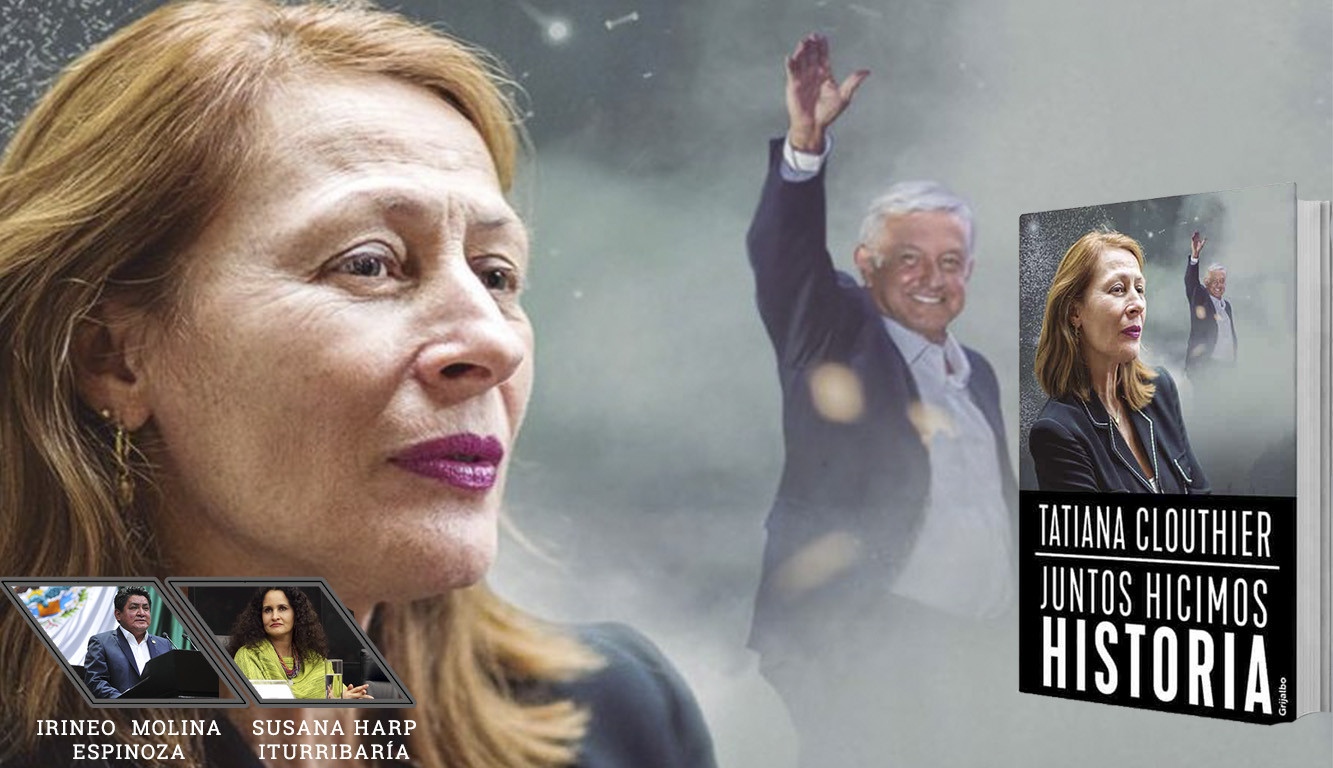 TATIANA CLOUTHIER
JUNTOS HICIMOS
HISTORIA
Grijalbo
IRINEO MOLINA
ESPINOZA
SUSANA HARP
ITURRIBARÍA